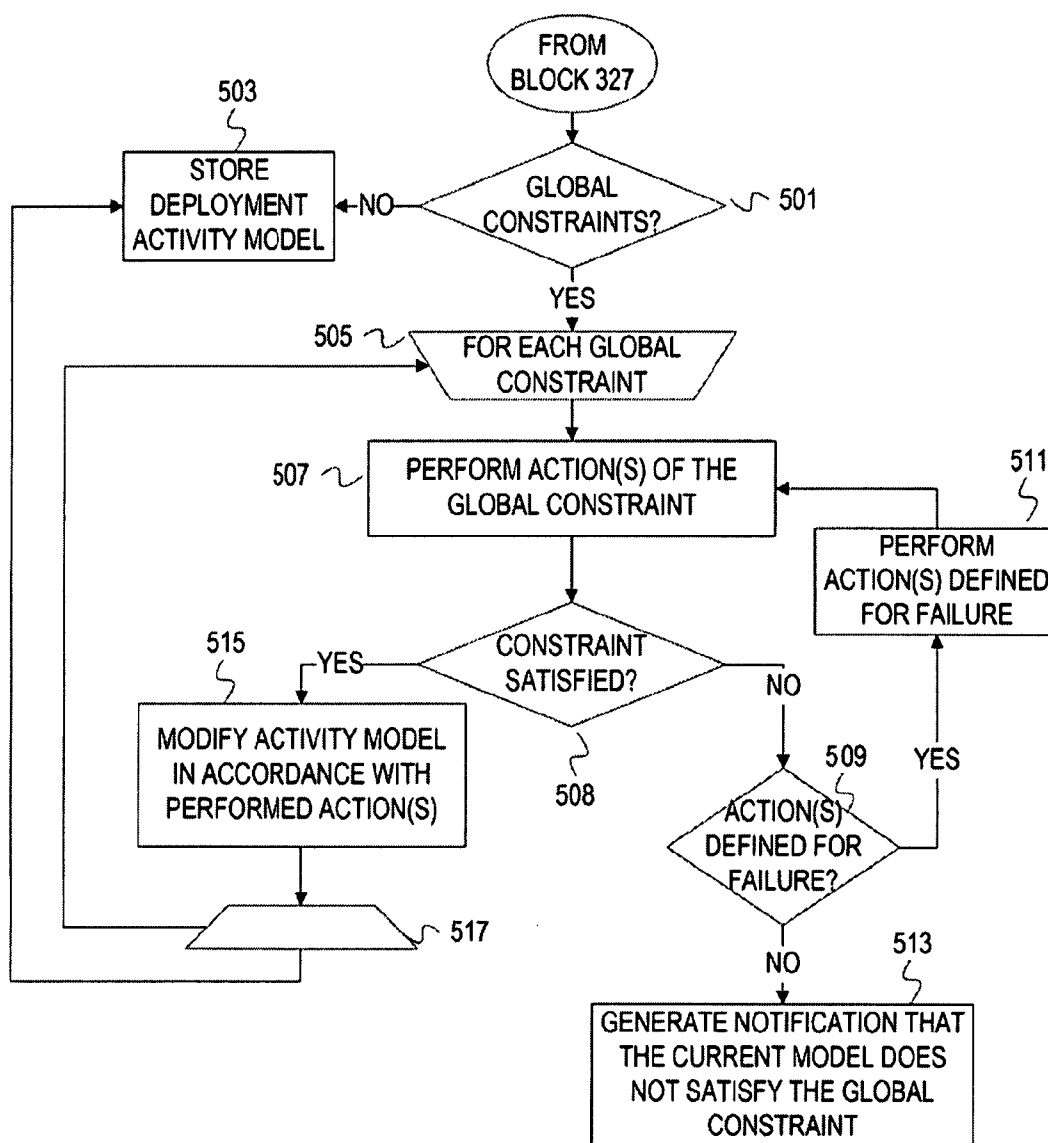 FROM
BLOCK 327
503
STORE
DEPLOYMENT
ACTIVITY MODEL
NO
GLOBAL
CONSTRAINTS?
501
YES
505
FOR EACH GLOBAL
CONSTRAINT
507
PERFORM ACTION(S) OF THE
GLOBAL CONSTRAINT
511
PERFORM
ACTION(S) DEFINED
FOR FAILURE
515
YES
CONSTRAINT
SATISFIED?
NO
508
MODIFY ACTIVITY MODEL
IN ACCORDANCE WITH
PERFORMED ACTION(S)
509
YES
ACTION(S)
DEFINED FOR
FAILURE?
517
NO
513
GENERATE NOTIFICATION THAT
THE CURRENT MODEL DOES
NOT SATISFY THE GLOBAL
CONSTRAINT